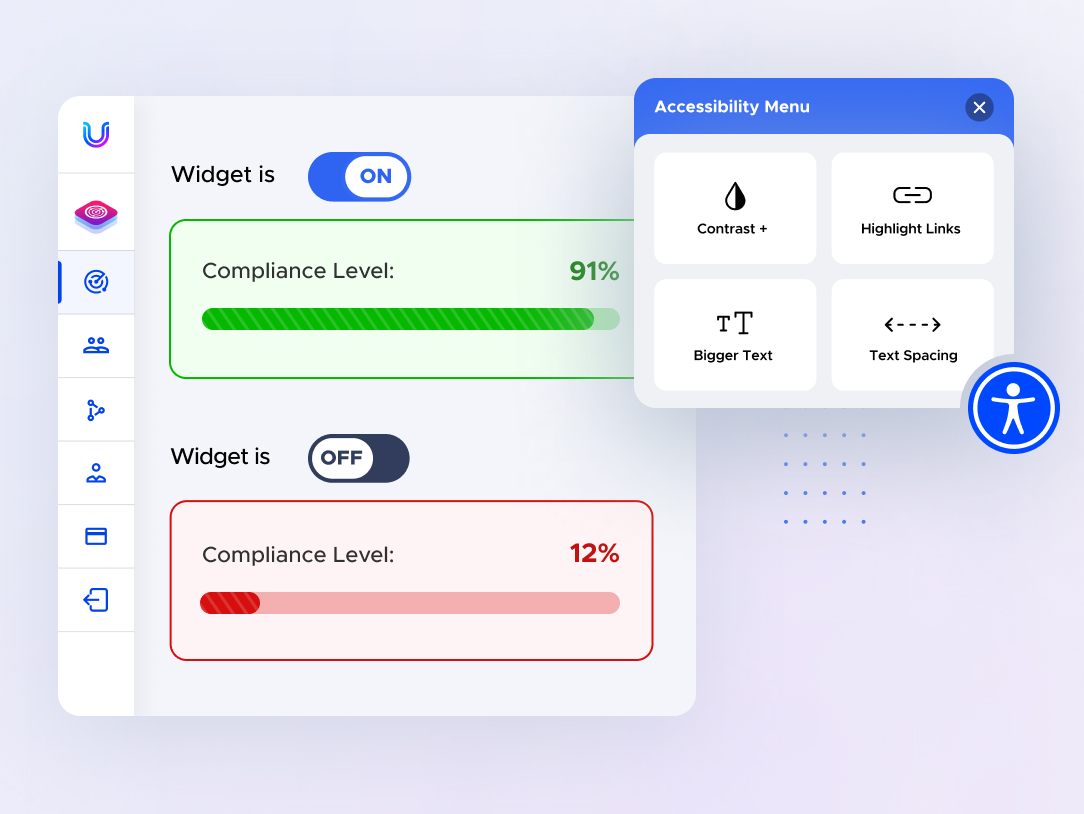 Widget is ON
Compliance Level: 91%
Widget is OFF
Compliance Level: 12%
Accessibility Menu
Contrast +
Highlight Links
Bigger Text
Text Spacing